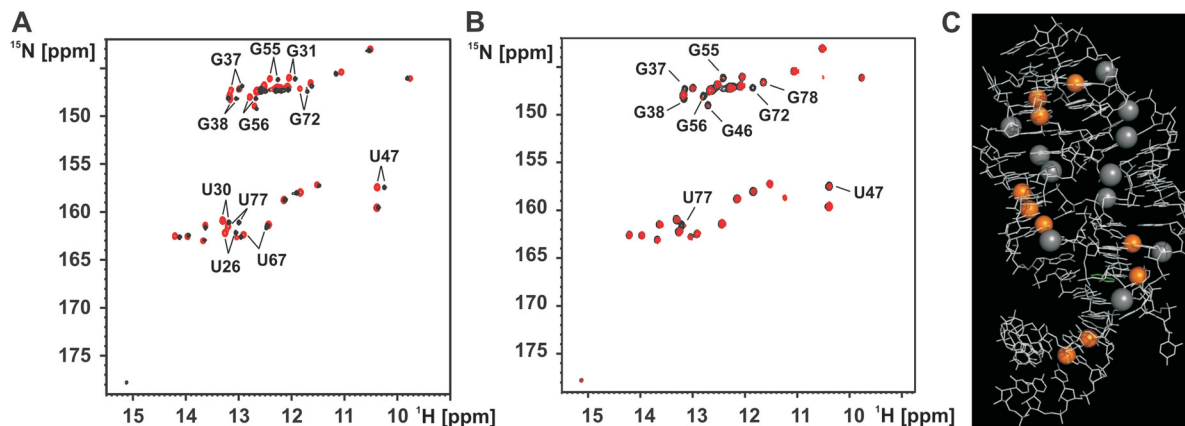 A
¹⁵N [ppm]
G55 G31
G37
150
G38 G56 G72
155
U47
U30
U77
160
U26 U67
165
170
175
15 14 13 12 11 10 ¹H [ppm]
B
¹⁵N [ppm]
G55
G37
150
G78
G38 G56 G72
G46
155
U77 U47
160
165
170
175
15 14 13 12 11 10 ¹H [ppm]
C